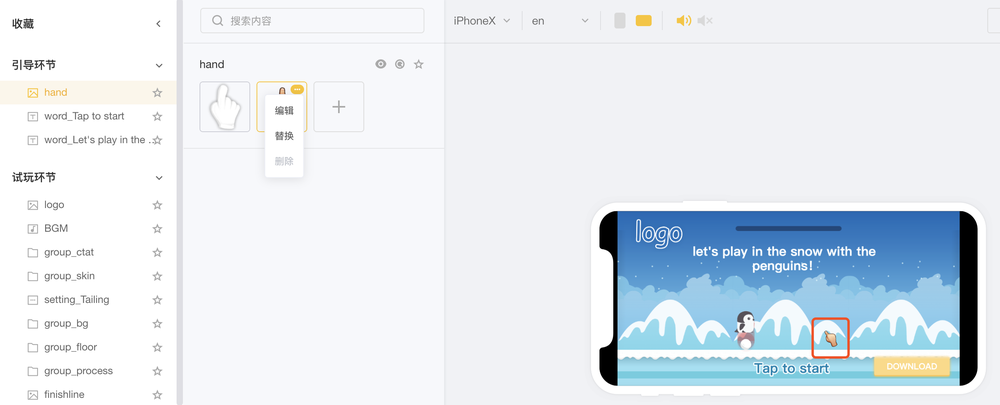 收藏
引导环节
hand
word_Tap to start
word_Let's play in the ..
试玩环节
logo
BGM
group_ctat
group_skin
setting_Tailing
group_bg
group_floor
group_process
finishline
搜索内容
hand
编辑
替换
删除
iPhoneX
en
logo
let's play in the snow with the
penguins!
Tap to start
DOWNLOAD